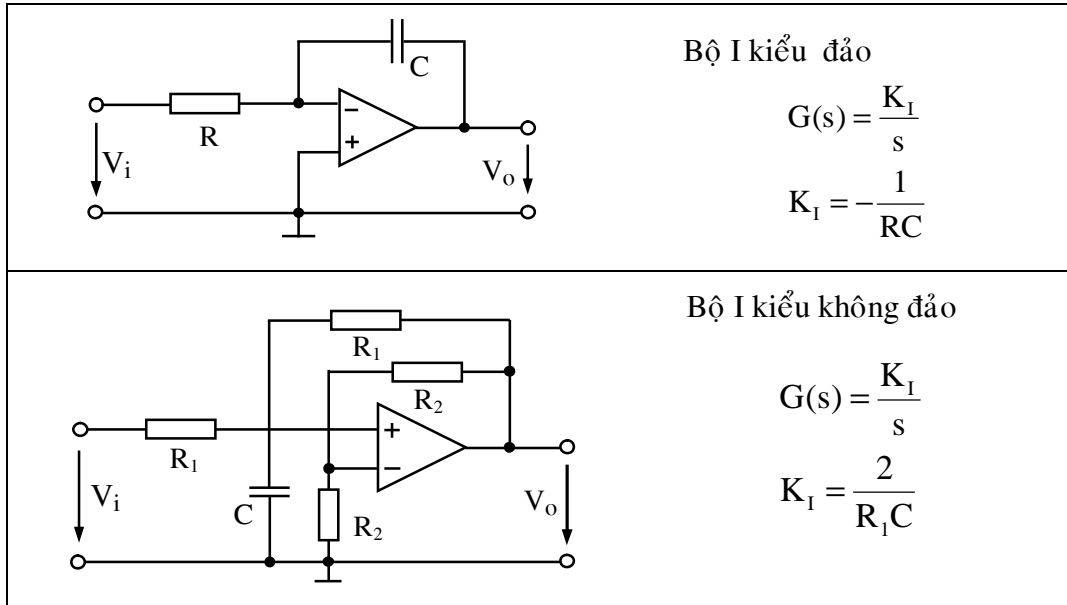 C
Bộ I kiểu đảo
R
−
+
V_i
V_o
G(s) = K_I / s
K_I = − 1 / RC
Bộ I kiểu không đảo
R_1
R_2
R_1
+
−
V_i
C
R_2
V_o
G(s) = K_I / s
K_I = 2 / R_1C